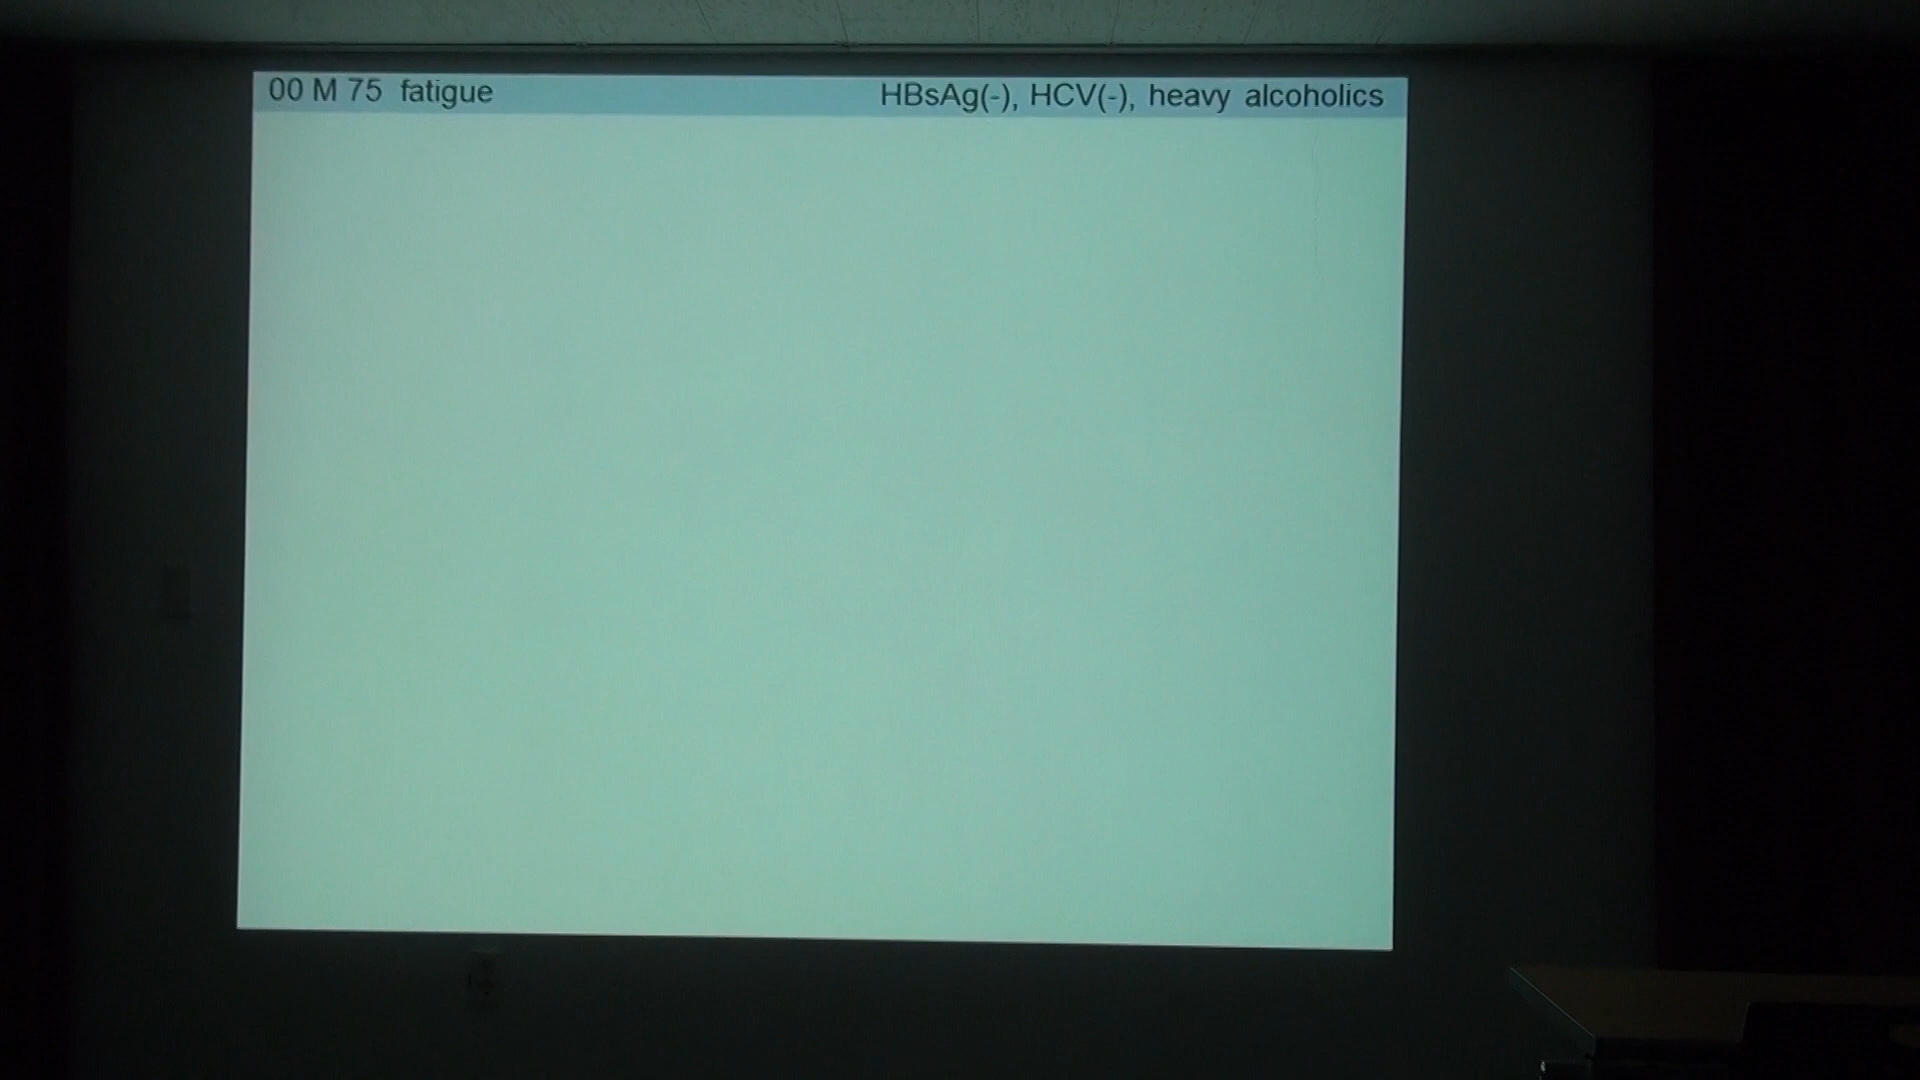 00 M 75 fatigue
HBsAg(-), HCV(-), heavy alcoholics